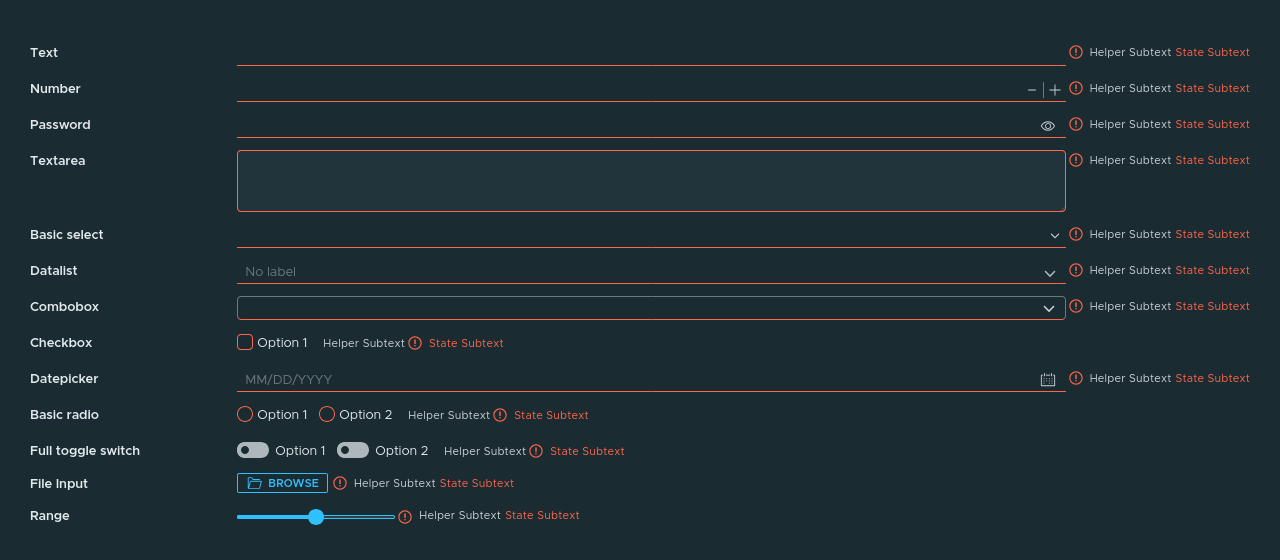 Text Helper Subtext State Subtext
Number Helper Subtext State Subtext
Password Helper Subtext State Subtext
Textarea Helper Subtext State Subtext
Basic select Helper Subtext State Subtext
Datalist No label Helper Subtext State Subtext
Combobox Helper Subtext State Subtext
Checkbox Option 1 Helper Subtext State Subtext
Datepicker MM/DD/YYYY Helper Subtext State Subtext
Basic radio Option 1 Option 2 Helper Subtext State Subtext
Full toggle switch Option 1 Option 2 Helper Subtext State Subtext
File Input BROWSE Helper Subtext State Subtext
Range Helper Subtext State Subtext